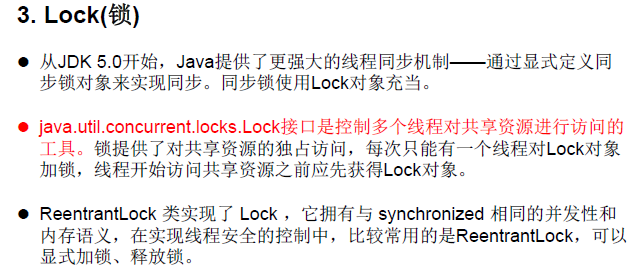 3. Lock(锁)
● 从JDK 5.0开始，Java提供了更强大的线程同步机制——通过显式定义同
步锁对象来实现同步。同步锁使用Lock对象充当。
● java.util.concurrent.locks.Lock接口是控制多个线程对共享资源进行访问的
工具。锁提供了对共享资源的独占访问，每次只能有一个线程对Lock对象
加锁，线程开始访问共享资源之前应先获得Lock对象。
● ReentrantLock 类实现了 Lock ，它拥有与 synchronized 相同的并发性和
内存语义，在实现线程安全的控制中，比较常用的是ReentrantLock，可以
显式加锁、释放锁。